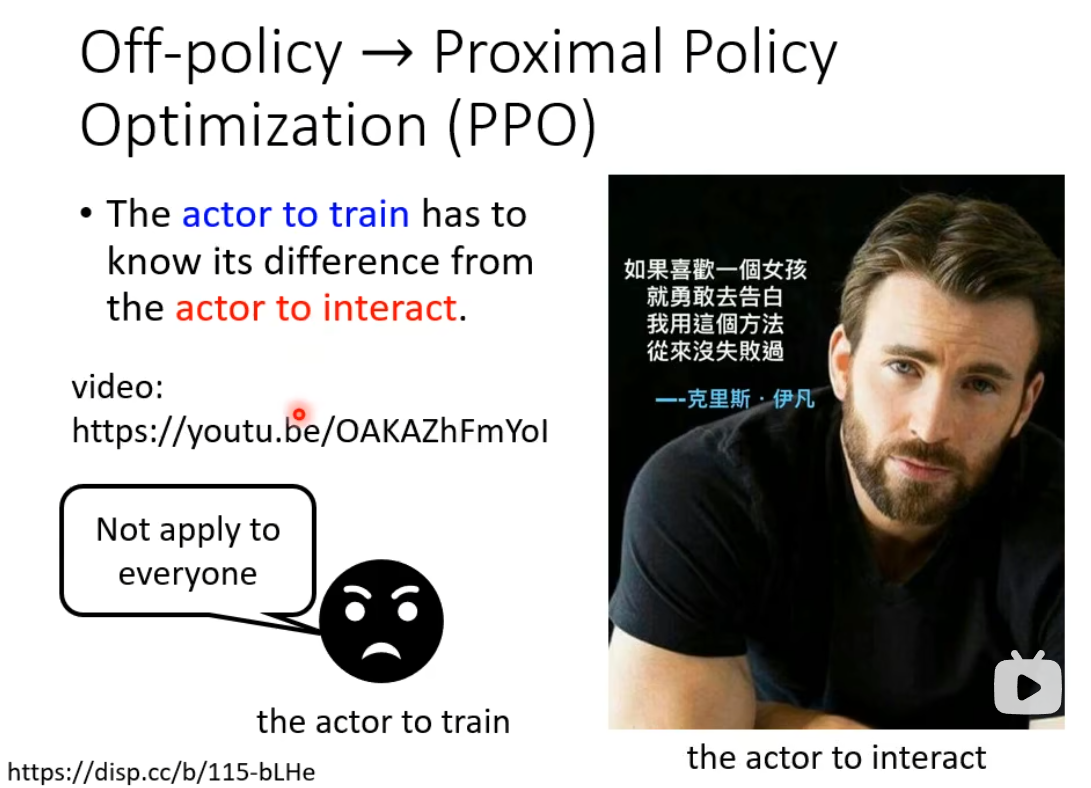 Off-policy → Proximal Policy
Optimization (PPO)
• The actor to train has to
know its difference from
the actor to interact.
video:
https://youtu.be/OAKAZhFmYoI
Not apply to
everyone
the actor to train
https://disp.cc/b/115-bLHe
如果喜歡一個女孩
就勇敢去告白
我用這個方法
從來沒失敗過
—-克里斯‧伊凡
the actor to interact